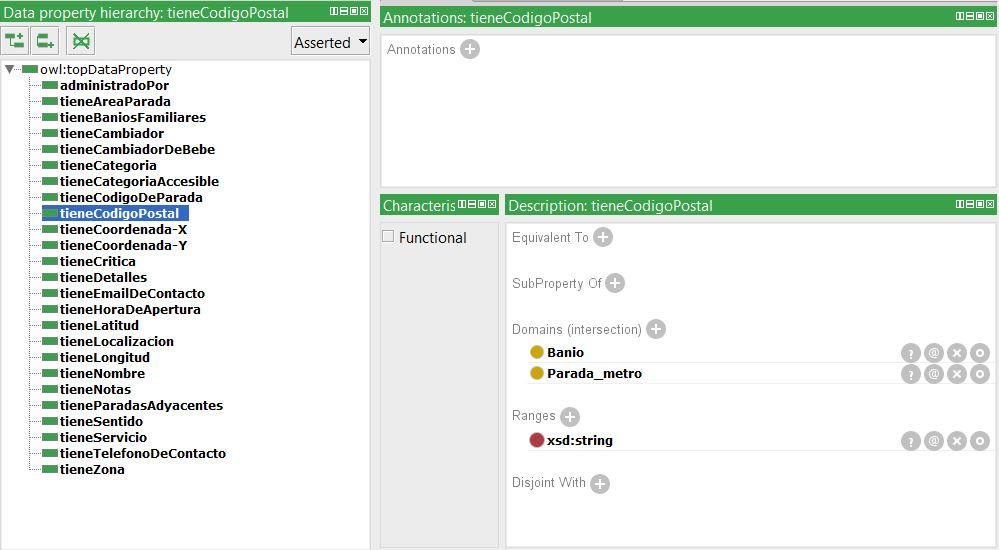 Data property hierarchy: tieneCodigoPostal
Asserted
owl:topDataProperty
administradoPor
tieneAreaParada
tieneBaniosFamiliares
tieneCambiador
tieneCambiadorDeBebe
tieneCategoria
tieneCategoriaAccesible
tieneCodigoDeParada
tieneCodigoPostal
tieneCoordenada-X
tieneCoordenada-Y
tieneCritica
tieneDetalles
tieneEmailDeContacto
tieneHoraDeApertura
tieneLatitud
tieneLocalizacion
tieneLongitud
tieneNombre
tieneNotas
tieneParadasAdyacentes
tieneSentido
tieneServicio
tieneTelefonoDeContacto
tieneZona
Annotations: tieneCodigoPostal
Annotations
Characteris
Functional
Description: tieneCodigoPostal
Equivalent To
SubProperty Of
Domains (intersection)
Banio
Parada_metro
Ranges
xsd:string
Disjoint With